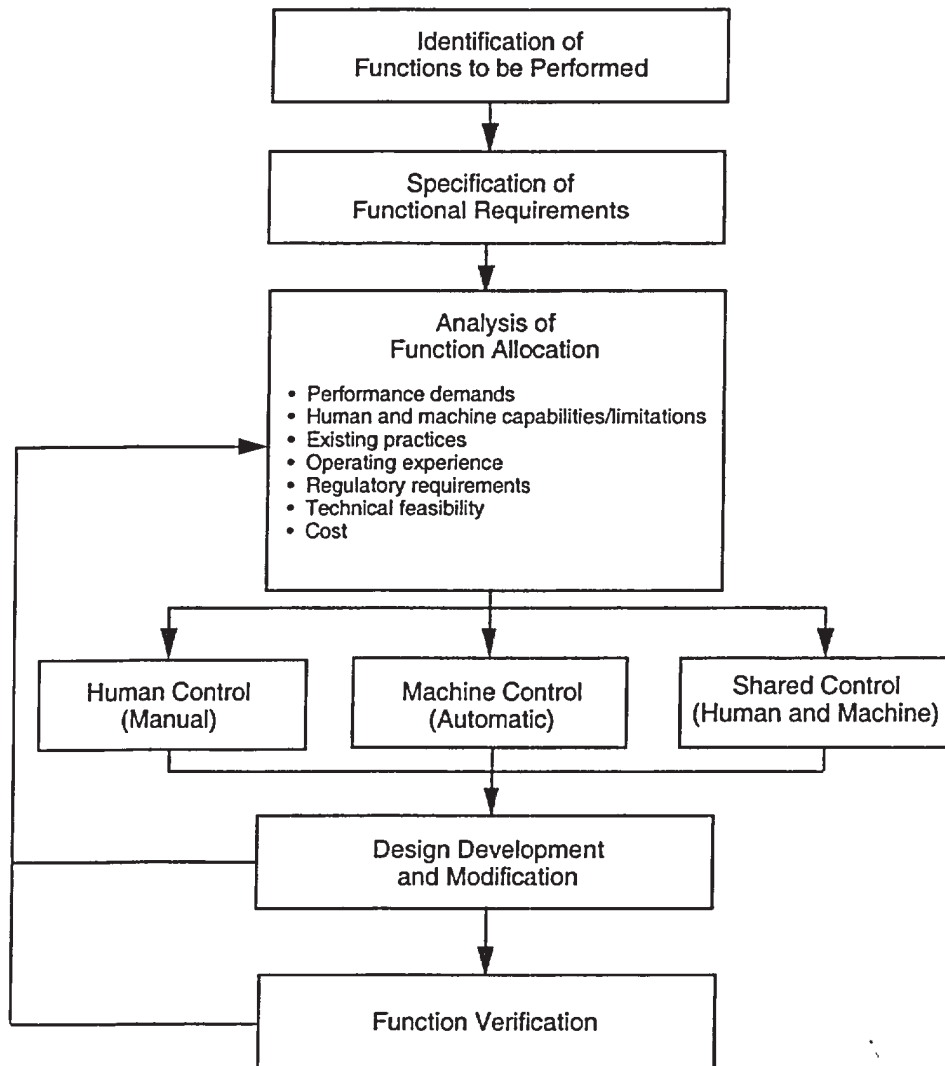 Identification of
Functions to be Performed
Specification of
Functional Requirements
Analysis of
Function Allocation
• Performance demands
• Human and machine capabilities/limitations
• Existing practices
• Operating experience
• Regulatory requirements
• Technical feasibility
• Cost
Human Control
(Manual)
Machine Control
(Automatic)
Shared Control
(Human and Machine)
Design Development
and Modification
Function Verification